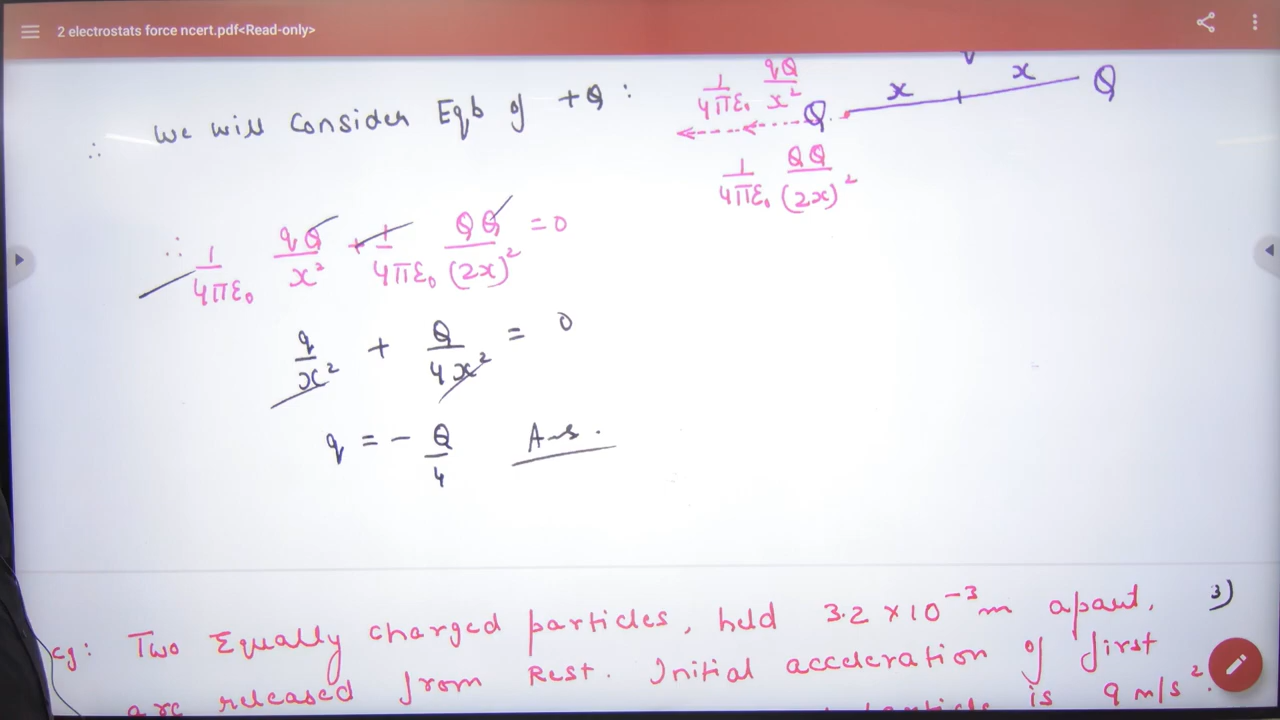 2 electrostats force ncert.pdf<Read-only>
∴ We will Consider Eqb of +Q :
1/4πε₀ qQ/x²
Q x x Q
1/4πε₀ QQ/(2x)²
∴ 1/4πε₀ qQ/x² + 1/4πε₀ QQ/(2x)² = 0
q/x² + Q/4x² = 0
q = - Q/4 Ans.
eg: Two Equally charged particles, held 3.2 × 10⁻³ m apart, 3)
are released from Rest. Initial acceleration of first
is 9 m/s².